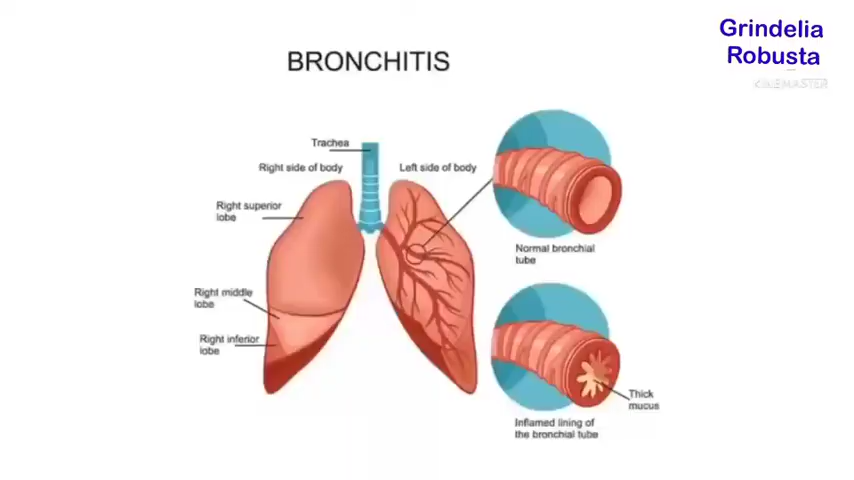 Grindelia
Robusta
KINEMASTER
BRONCHITIS
Trachea
Right side of body
Left side of body
Right superior
lobe
Normal bronchial
tube
Right middle
lobe
Right inferior
lobe
Thick
mucus
Inflamed lining of
the bronchial tube